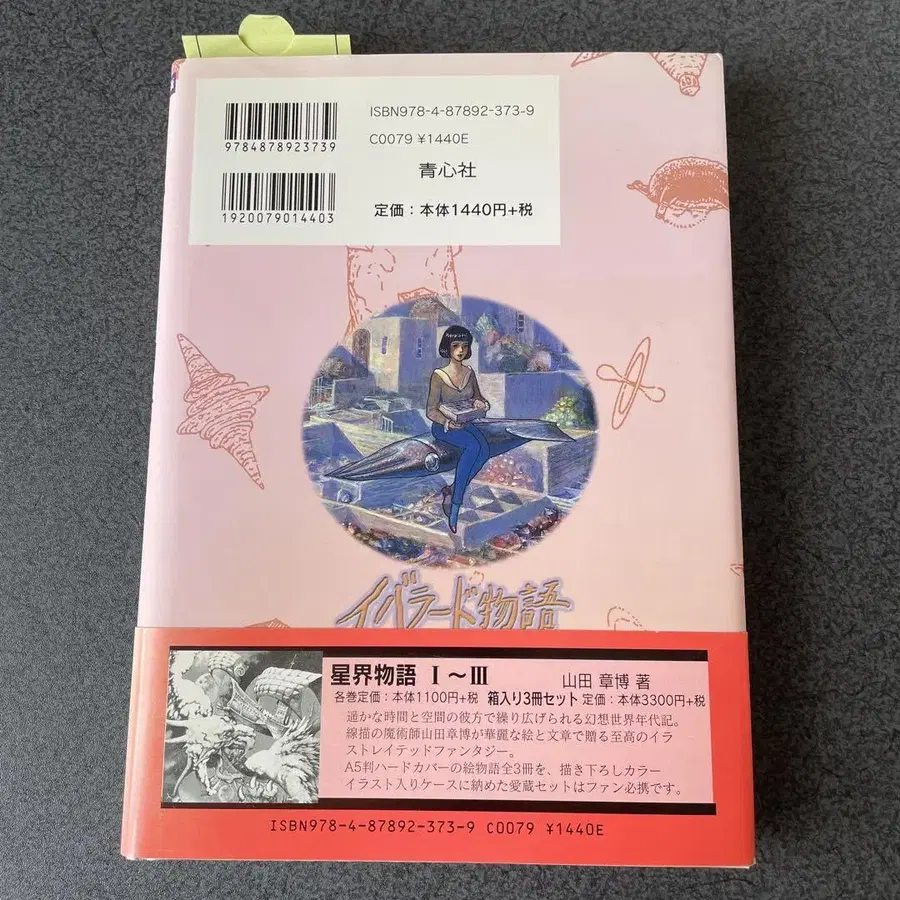 ISBN978-4-87892-373-9
9784878923739
C0079 ¥1440E
青心社
1920079014403
定価：本体1440円+税
イバラード物語
星界物語 Ⅰ～Ⅲ 山田 章博 著
各巻定価：本体1100円+税 箱入り3冊セット 定価：本体3300円+税
遥かな時間と空間の彼方で繰り広げられる幻想世界年代記。
線描の魔術師山田章博が華麗な絵と文章で贈る至高のイラ
ストレイテッドファンタジー。
A5判ハードカバーの絵物語全3冊を、描き下ろしカラー
イラスト入りケースに納めた愛蔵セットはファン必携です。
ISBN978-4-87892-373-9 C0079 ¥1440E